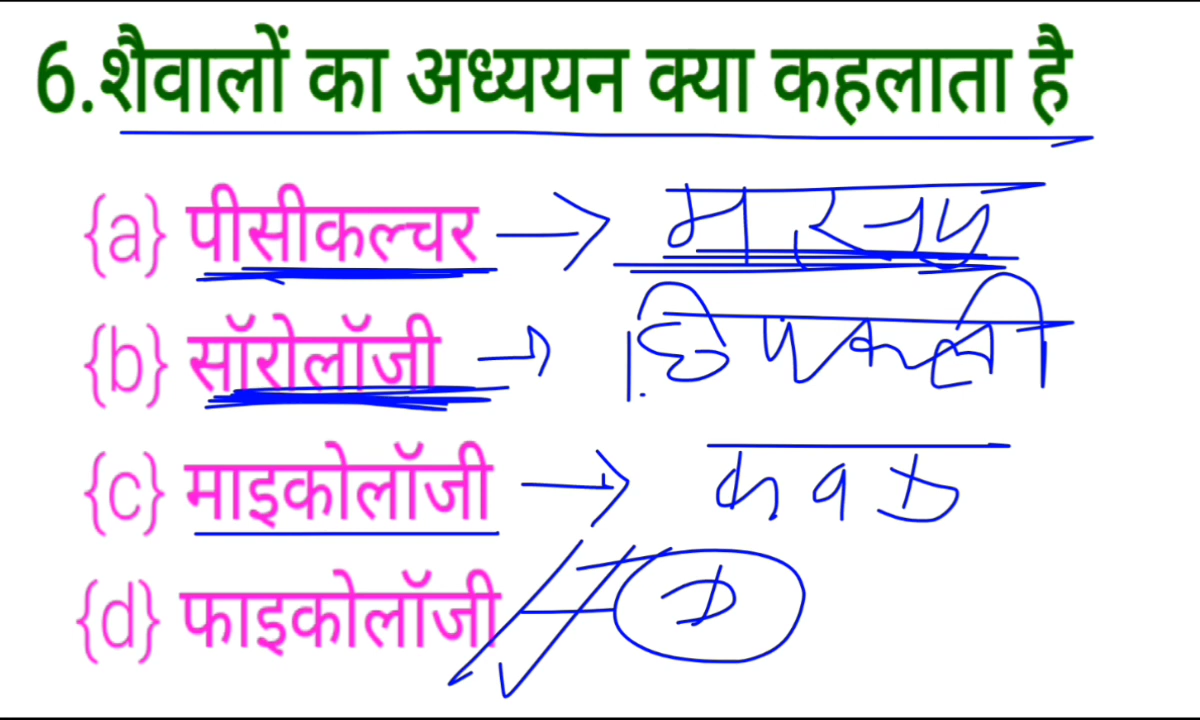 6.शैवालों का अध्ययन क्या कहलाता है
{a} पीसीकल्चर → मत्स्य
{b} सॉरोलॉजी → छिपकली
{c} माइकोलॉजी → कवक
{d} फाइकोलॉजी D